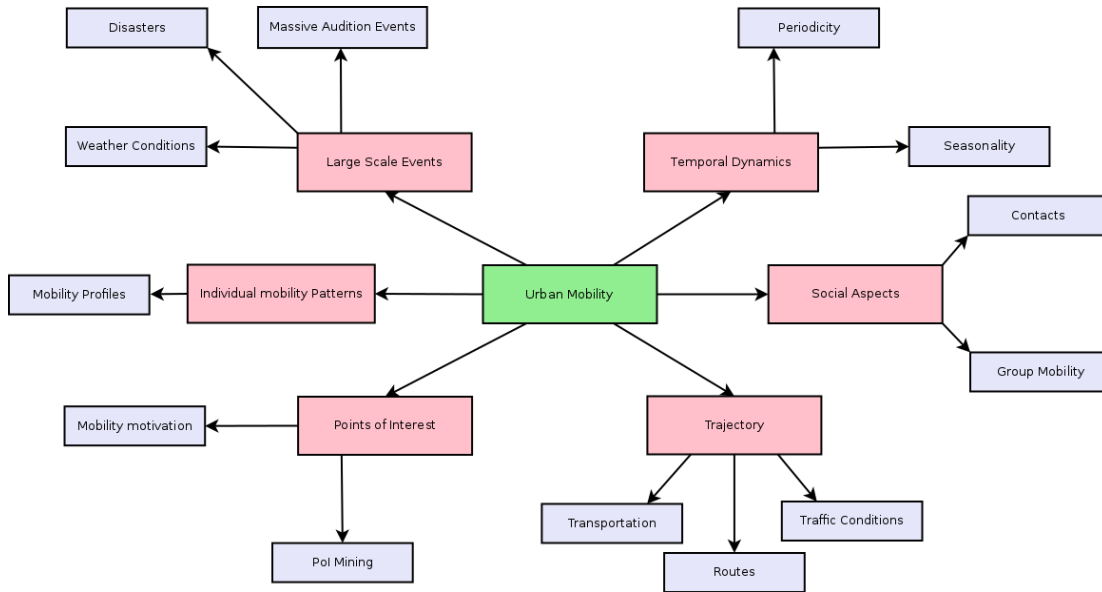 Disasters
Massive Audition Events
Periodicity
Weather Conditions
Large Scale Events
Temporal Dynamics
Seasonality
Contacts
Mobility Profiles
Individual mobility Patterns
Urban Mobility
Social Aspects
Group Mobility
Mobility motivation
Points of Interest
Trajectory
Transportation
Traffic Conditions
PoI Mining
Routes